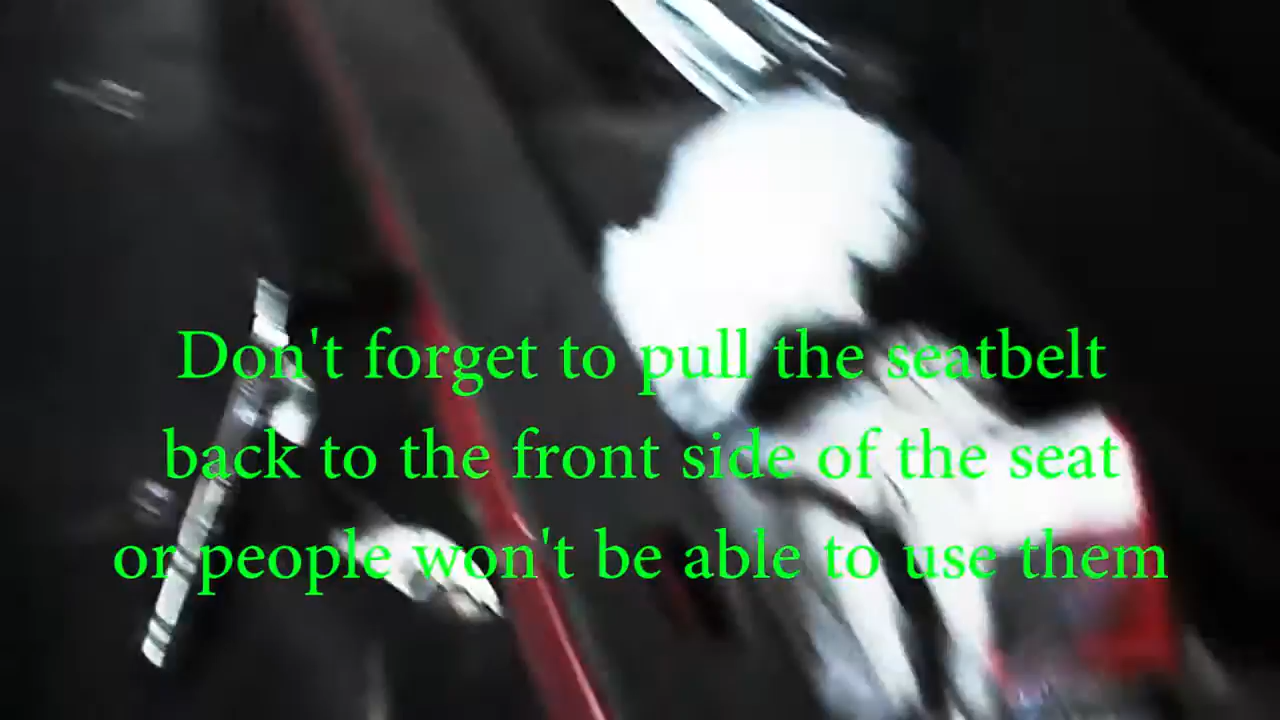 Don't forget to pull the seatbelt
back to the front side of the seat
or people won't be able to use them